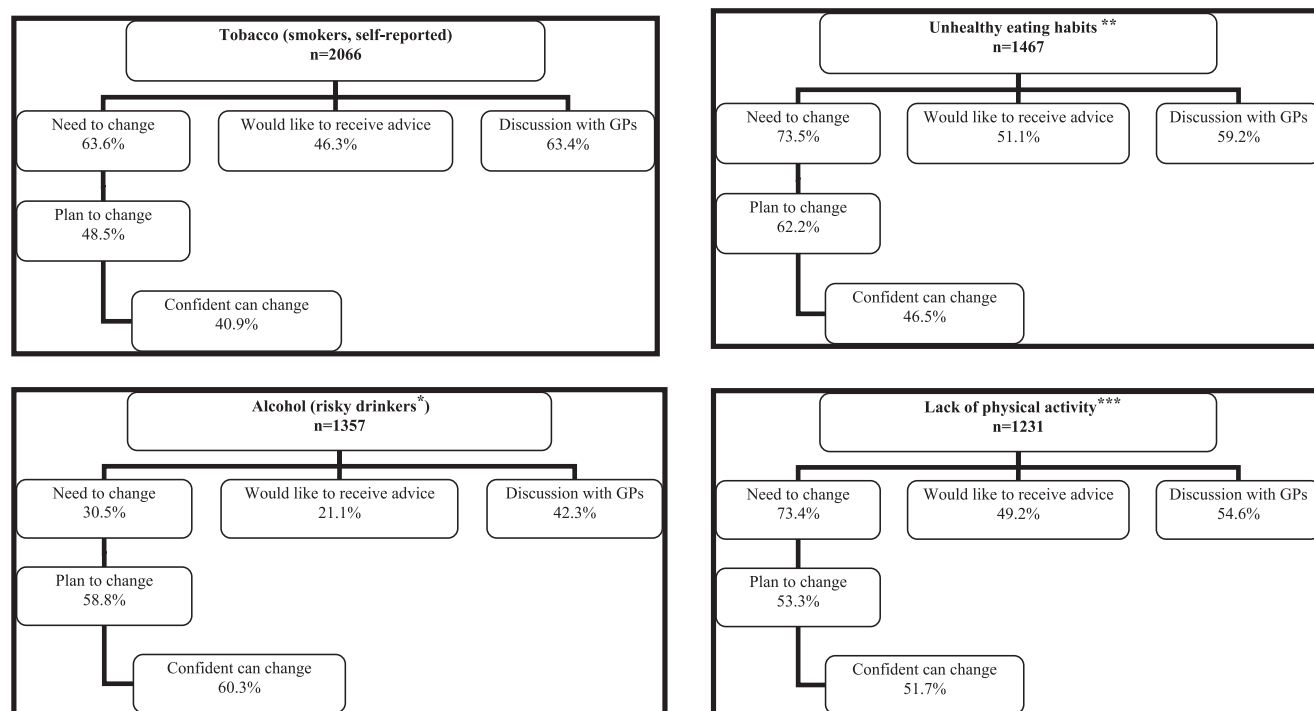 Tobacco (smokers, self-reported)
n=2066
Need to change
63.6%
Would like to receive advice
46.3%
Discussion with GPs
63.4%
Plan to change
48.5%
Confident can change
40.9%
Unhealthy eating habits **
n=1467
Need to change
73.5%
Would like to receive advice
51.1%
Discussion with GPs
59.2%
Plan to change
62.2%
Confident can change
46.5%
Alcohol (risky drinkers*)
n=1357
Need to change
30.5%
Would like to receive advice
21.1%
Discussion with GPs
42.3%
Plan to change
58.8%
Confident can change
60.3%
Lack of physical activity***
n=1231
Need to change
73.4%
Would like to receive advice
49.2%
Discussion with GPs
54.6%
Plan to change
53.3%
Confident can change
51.7%